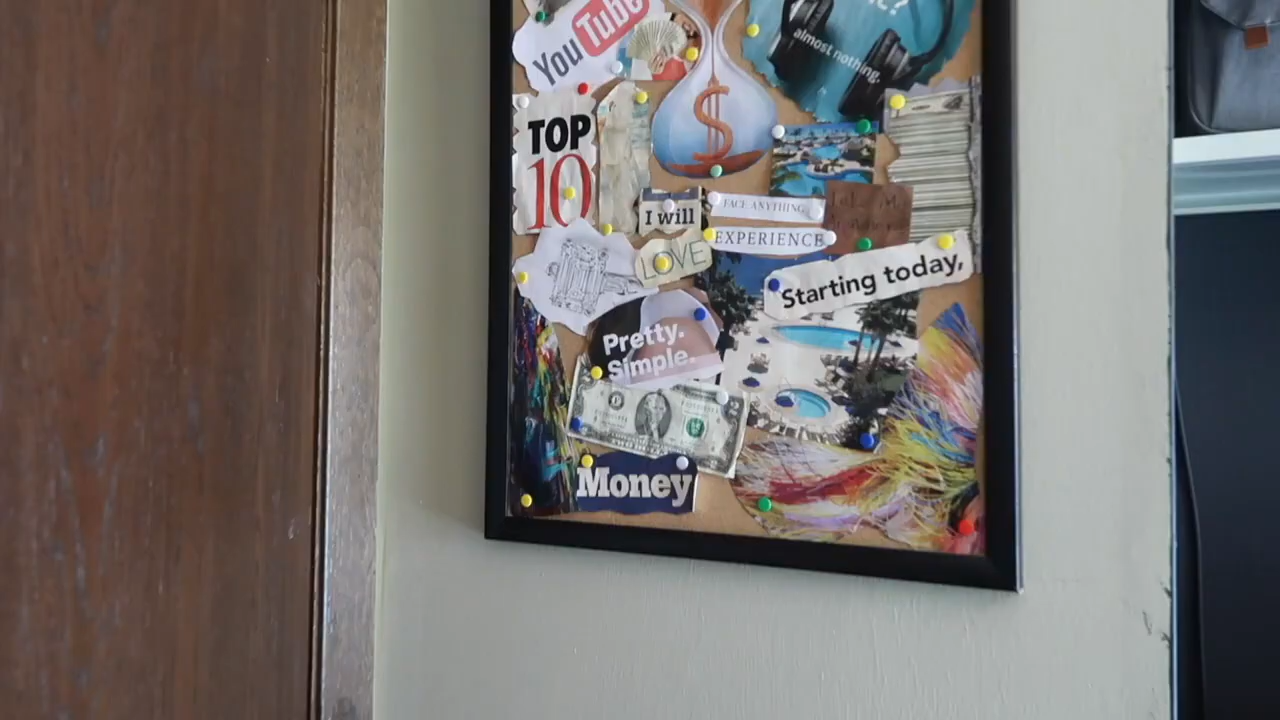 YouTube
almost nothing.
$
TOP
10
I will
FACE ANYTHING
EXPERIENCE
LOVE
Starting today,
Pretty.
Simple.
Money